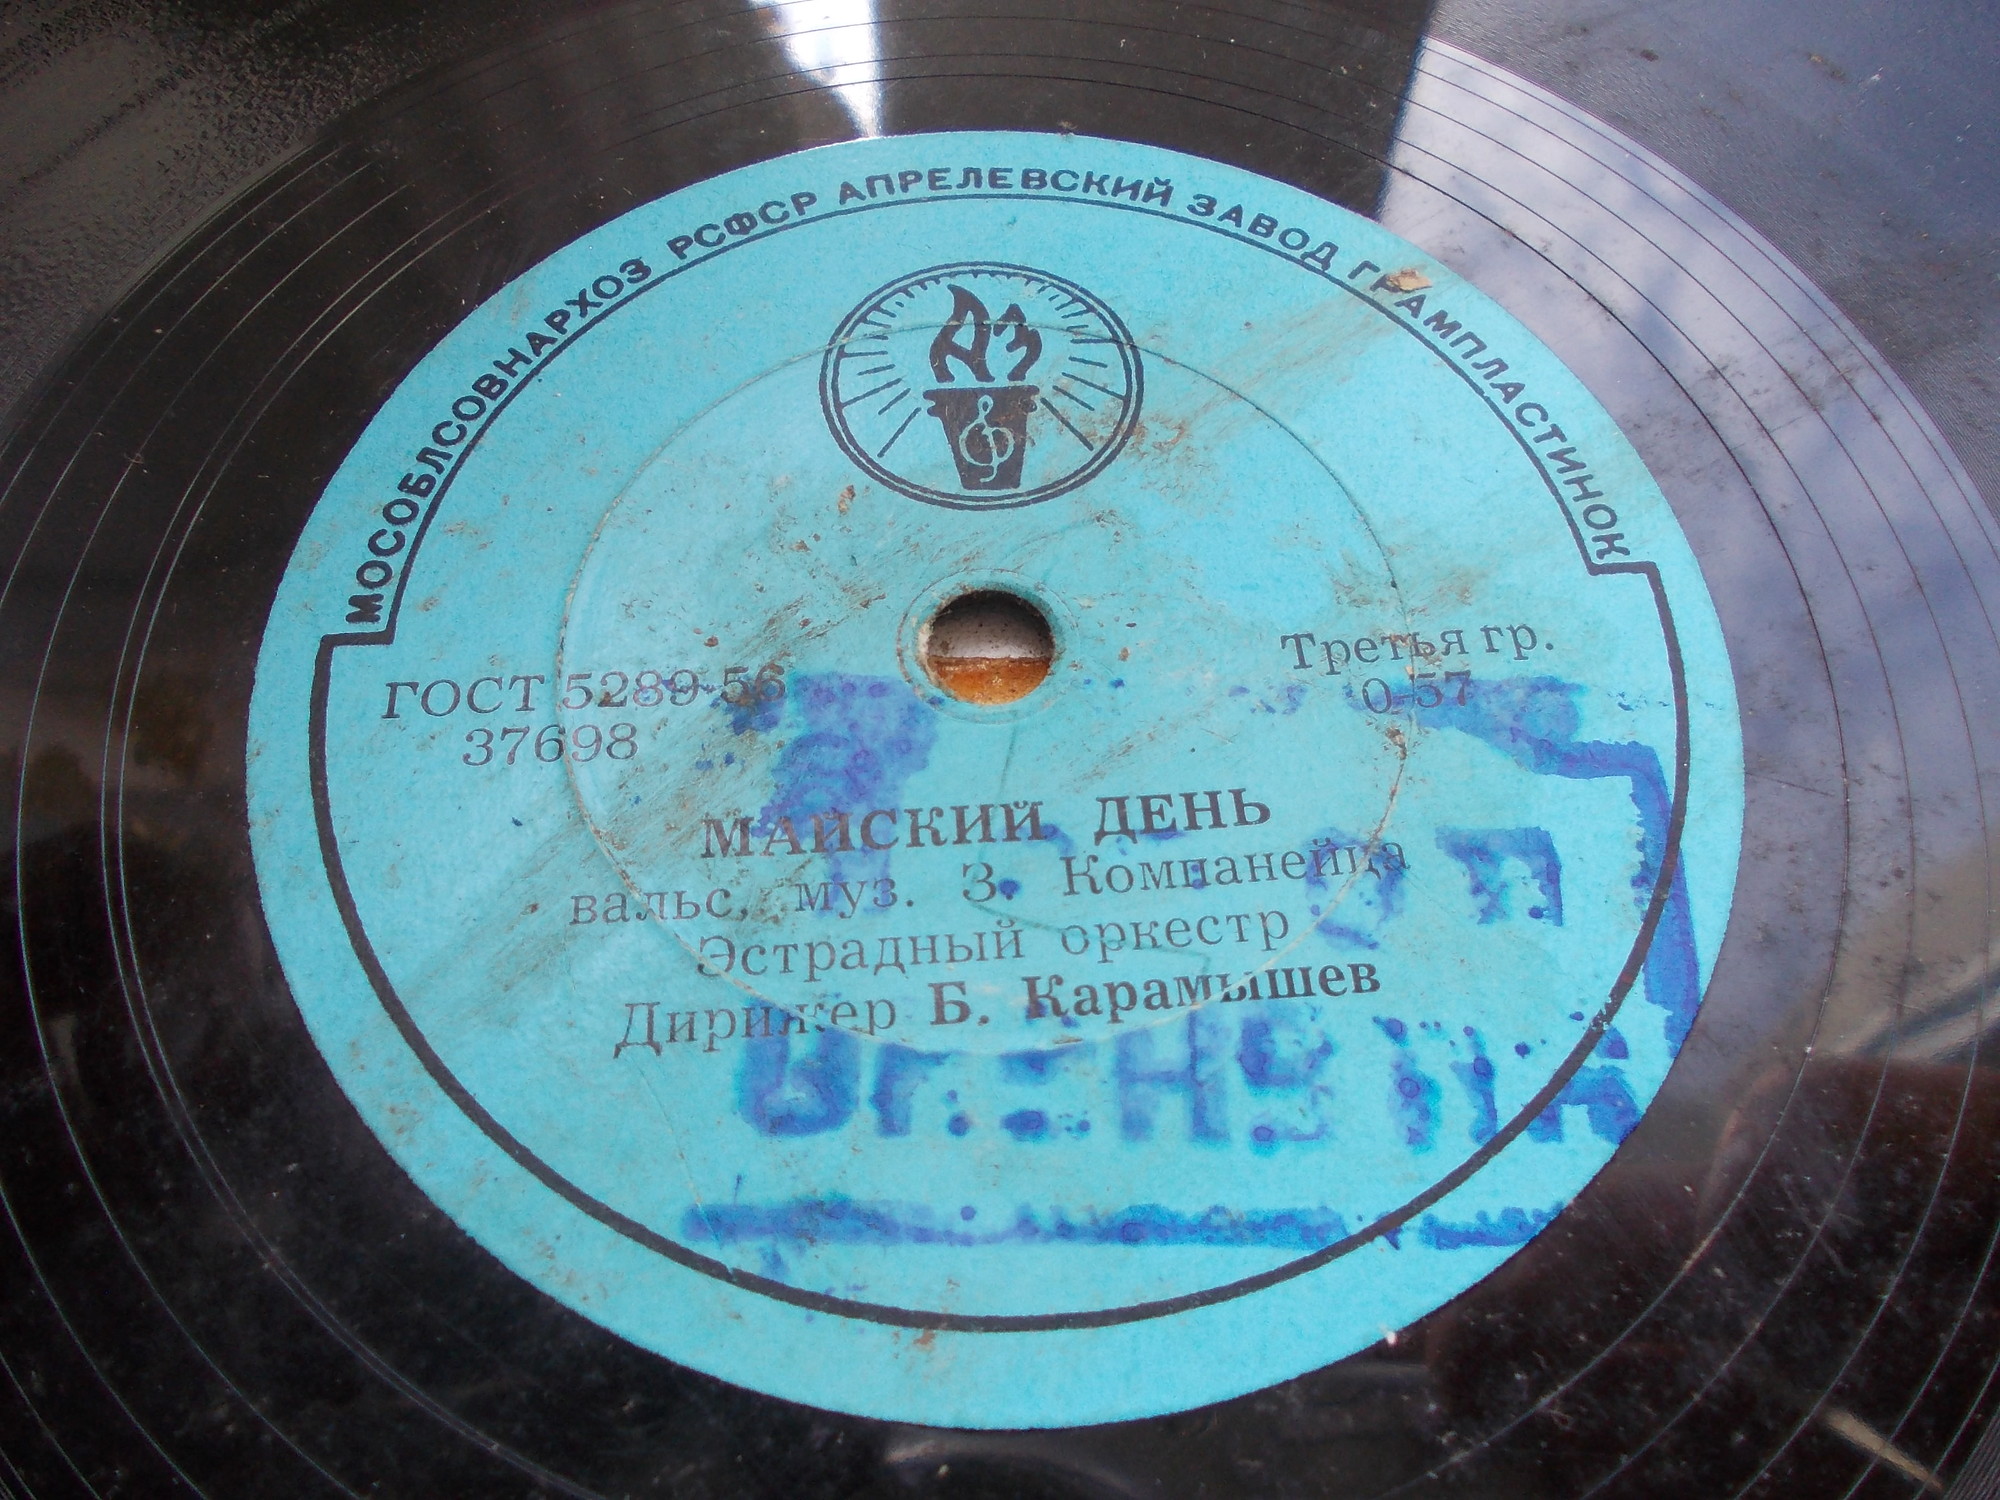 МОСОБЛСОВНАРХОЗ РСФСР АПРЕЛЕВСКИЙ ЗАВОД ГРАМПЛАСТИНОК
АЗ
Третья гр.
0-57
ГОСТ 5289-56
37698
МАЙСКИЙ ДЕНЬ
вальс, муз. З. Компанейца
Эстрадный оркестр
Дирижер Б. Карамышев